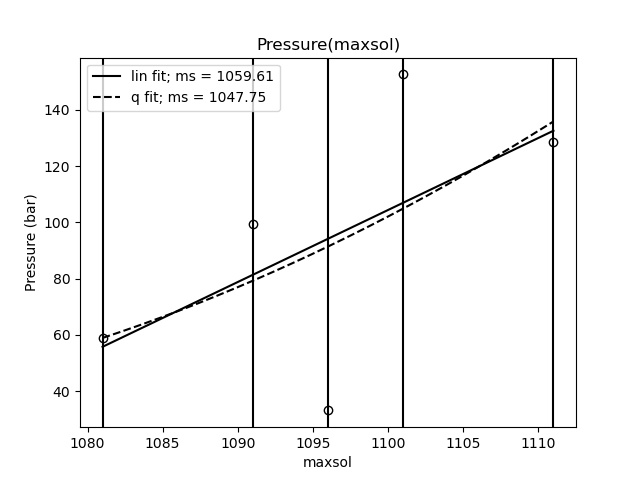 Pressure(maxsol)
lin fit; ms = 1059.61
q fit; ms = 1047.75
Pressure (bar)
140
120
100
80
60
40
1080 1085 1090 1095 1100 1105 1110
maxsol